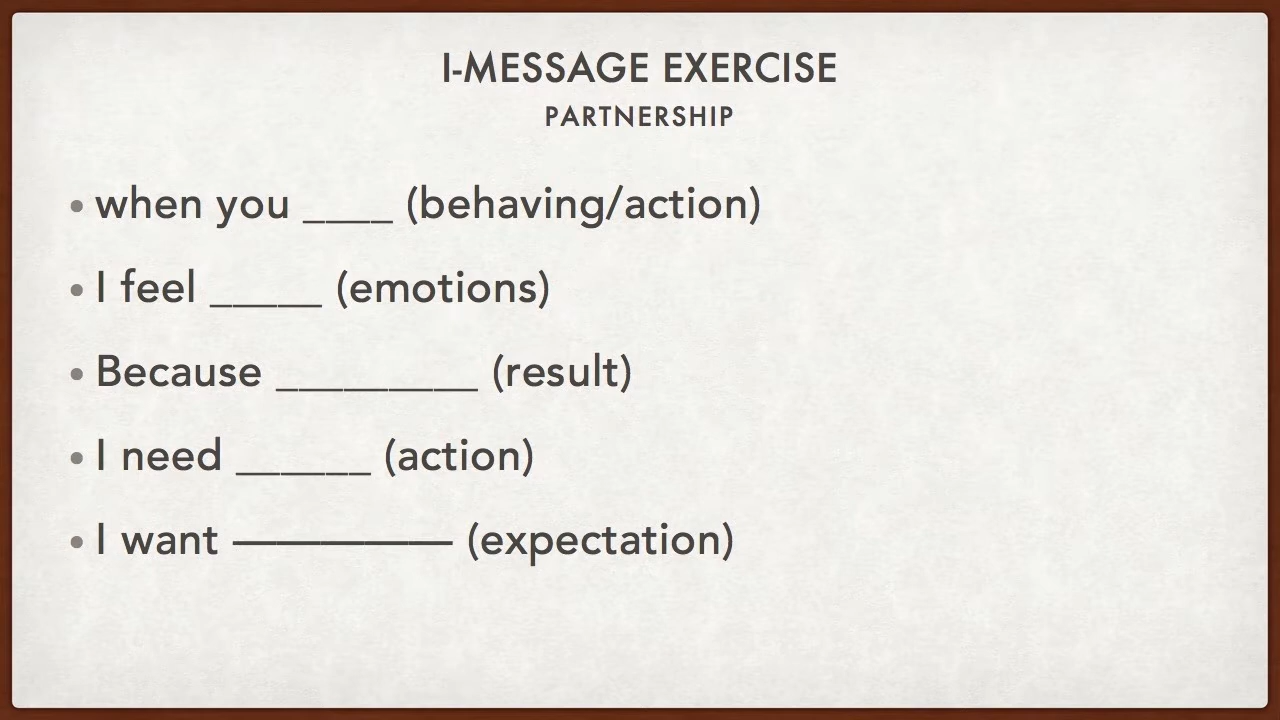 I-MESSAGE EXERCISE
PARTNERSHIP
• when you ____ (behaving/action)
• I feel _____ (emotions)
• Because _________ (result)
• I need ______ (action)
• I want —————— (expectation)